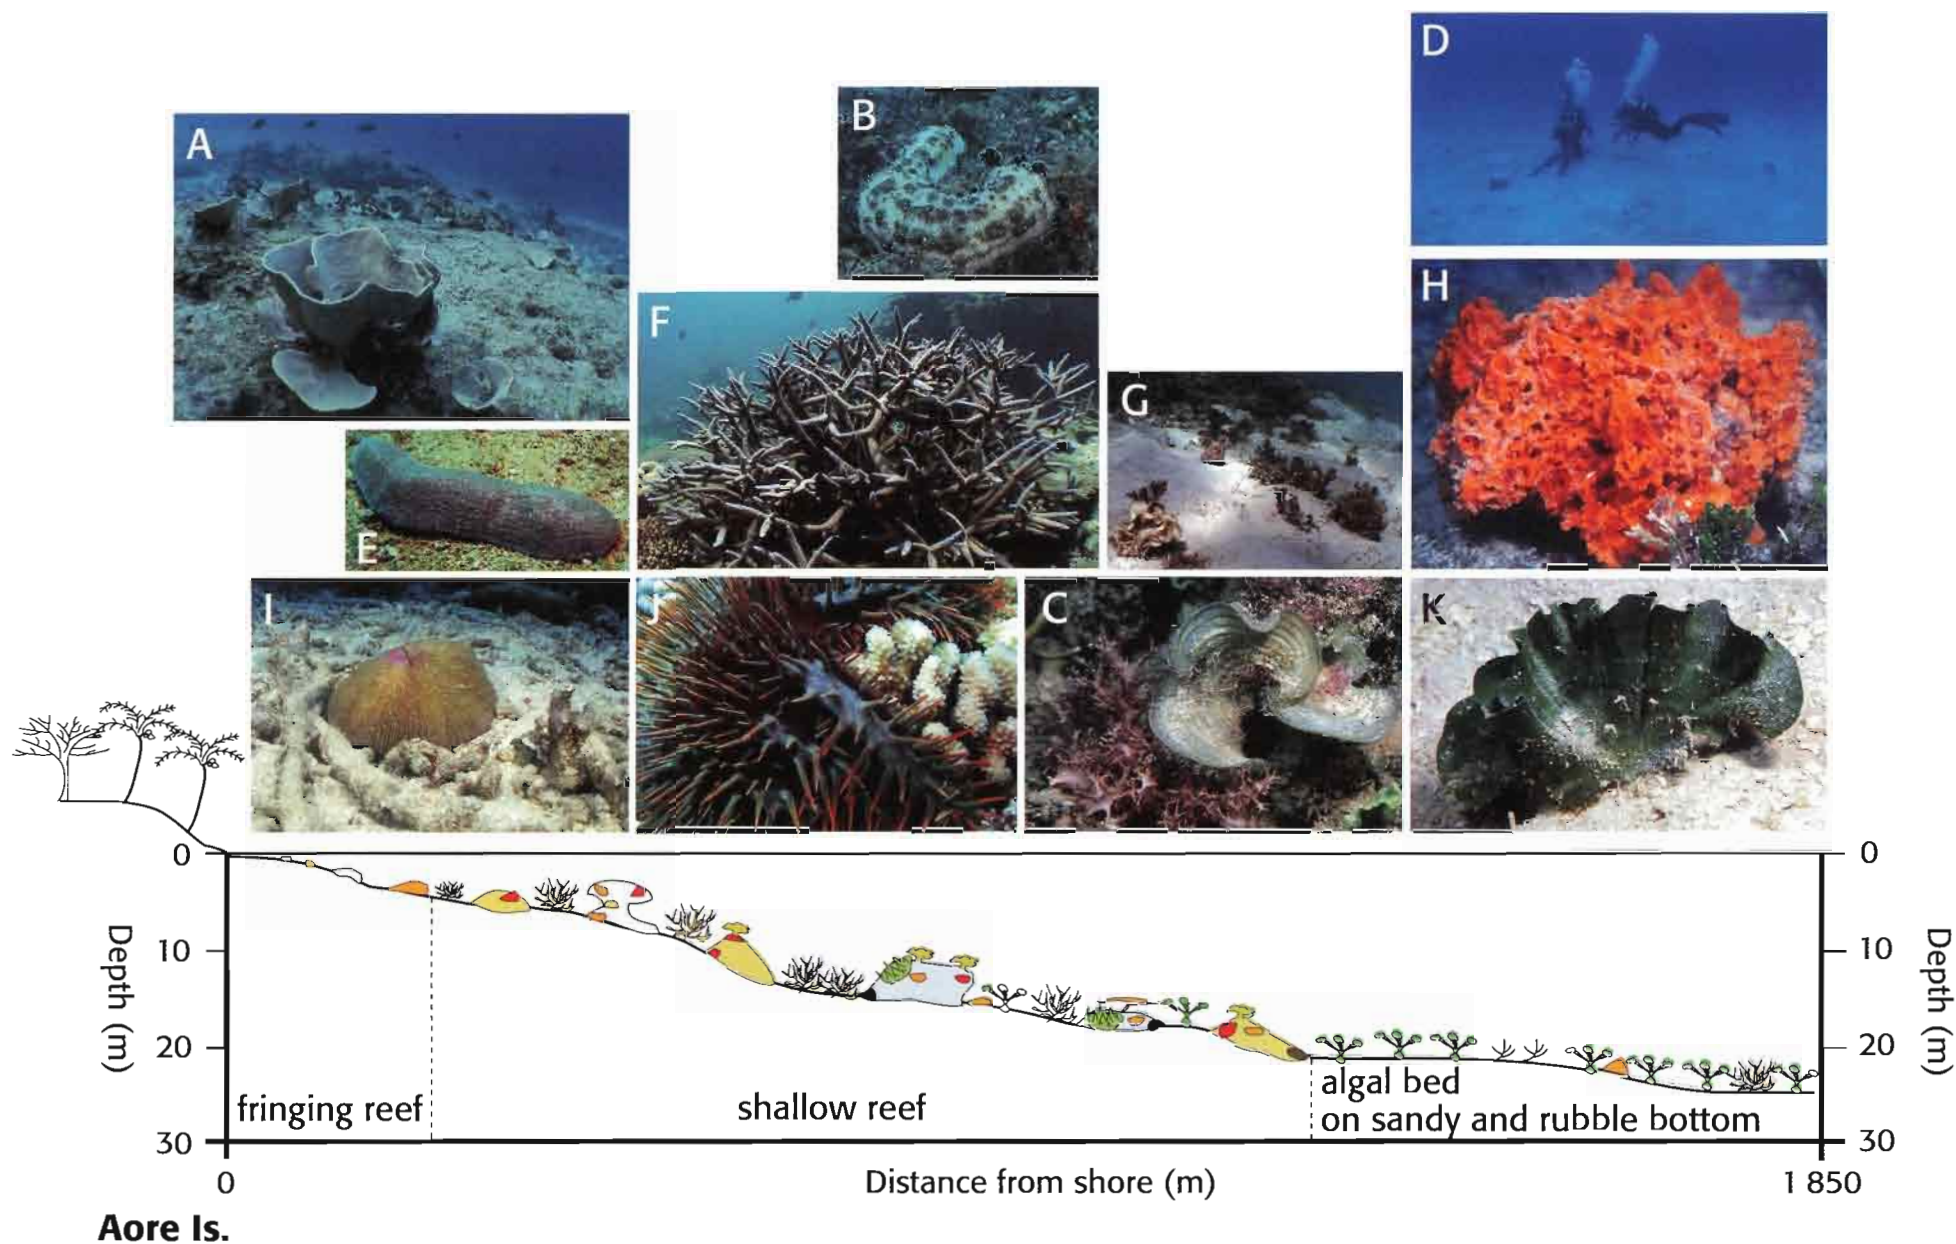 D
B
A
H
F
G
E
I
J
C
K
0
0
10
10
20
20
30
30
Depth (m)
Depth (m)
fringing reef
shallow reef
algal bed
on sandy and rubble bottom
0
Distance from shore (m)
1 850
Aore Is.